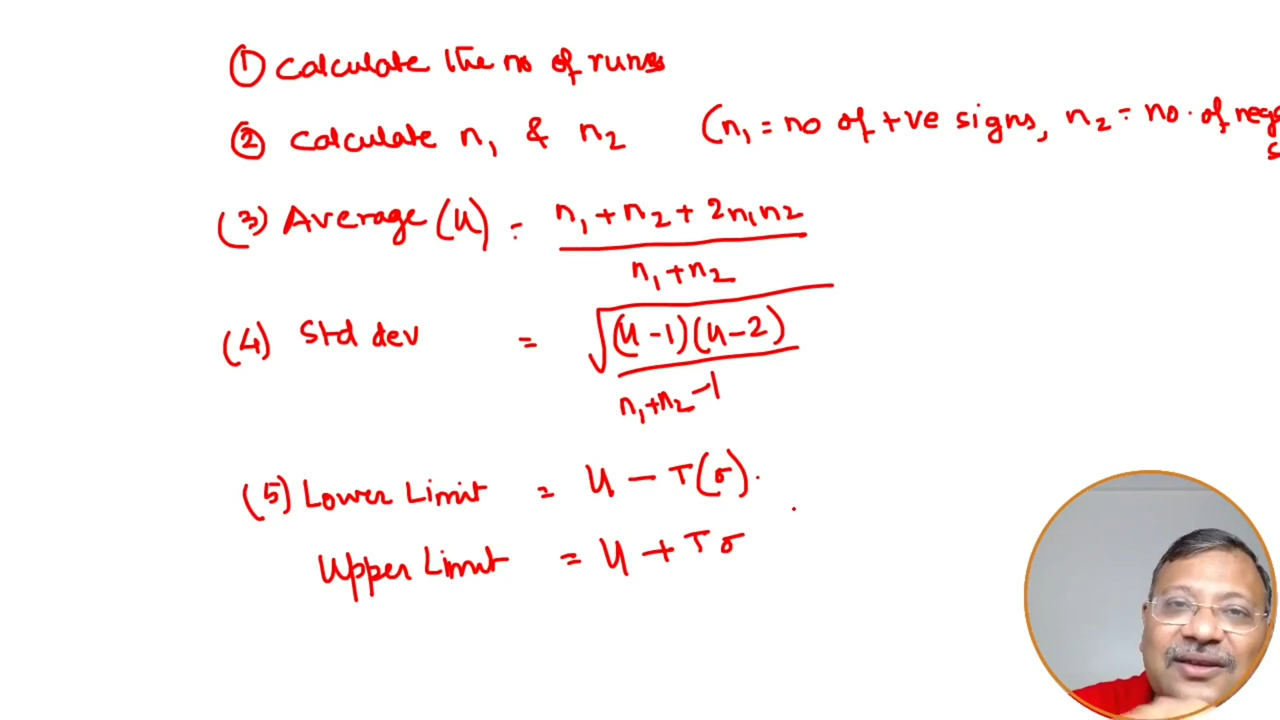 ① Calculate the no of runs
② Calculate n₁ & n₂ (n₁ = no of +ve signs, n₂ = no. of
(3) Average (μ) = n₁ + n₂ + 2n₁n₂
n₁ + n₂
(4) Std dev = √(μ-1)(μ-2)
n₁+n₂-1
(5) Lower Limit = μ - T(σ).
Upper Limit = μ + Tσ